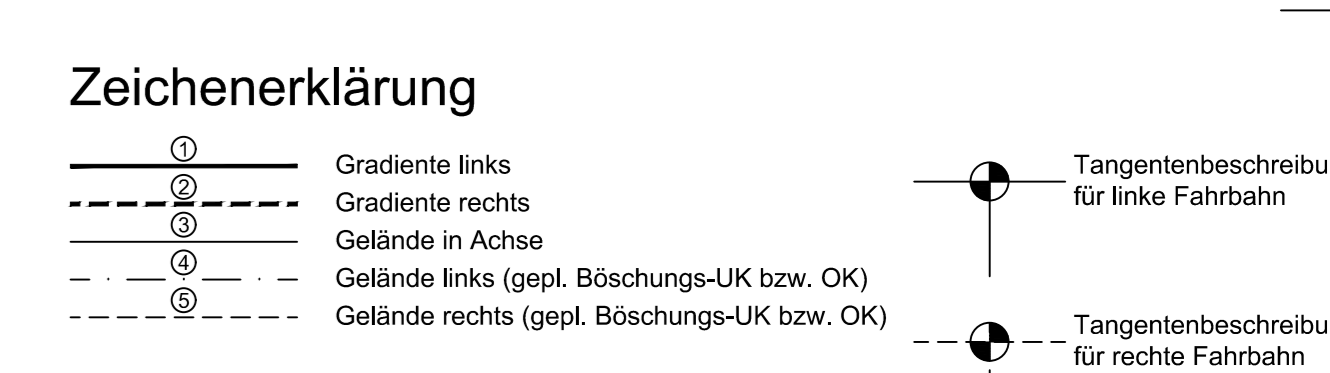 Zeichenerklärung
① Gradiente links
② Gradiente rechts
③ Gelände in Achse
④ Gelände links (gepl. Böschungs-UK bzw. OK)
⑤ Gelände rechts (gepl. Böschungs-UK bzw. OK)
Tangentenbeschreibu
für linke Fahrbahn
Tangentenbeschreibu
für rechte Fahrbahn